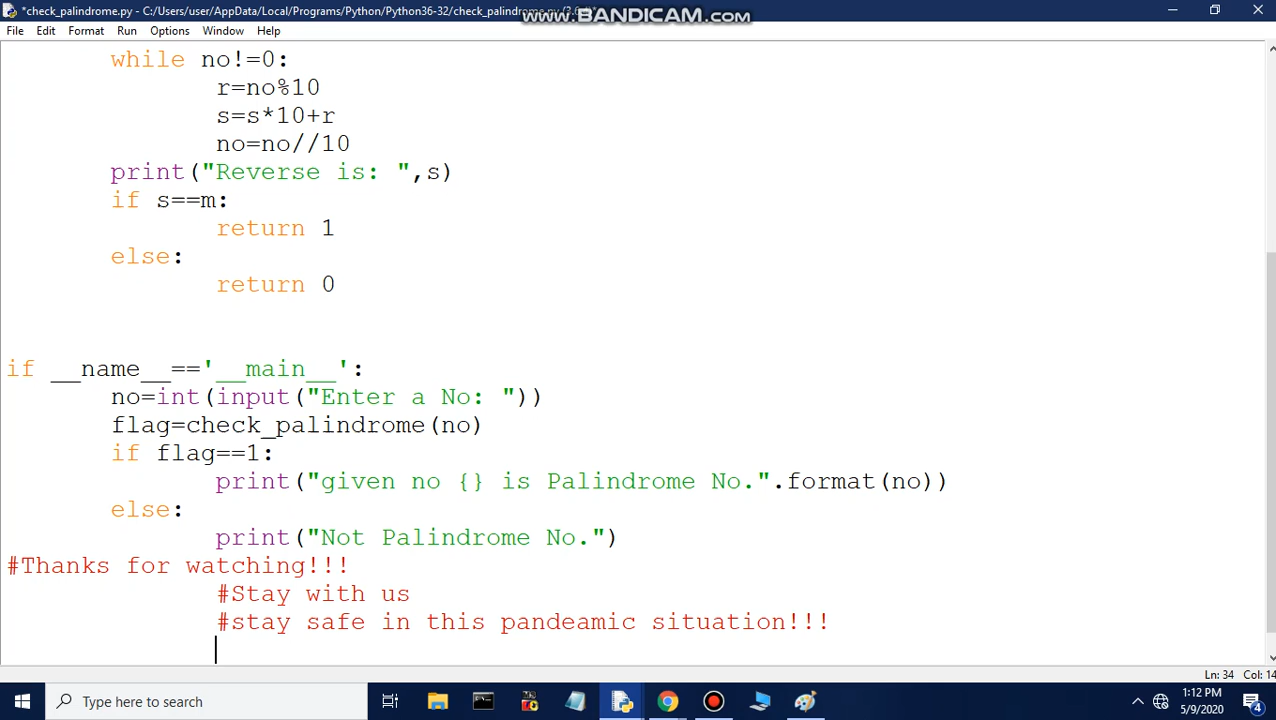 *check_palindrome.py - C:/Users/user/AppData/Local/Programs/Python/Python36-32/check_palindrome.py
www.BANDICAM.com
File Edit Format Run Options Window Help
while no!=0:
r=no%10
s=s*10+r
no=no//10
print("Reverse is: ",s)
if s==m:
return 1
else:
return 0
if __name__=='__main__':
no=int(input("Enter a No: "))
flag=check_palindrome(no)
if flag==1:
print("given no {} is Palindrome No.".format(no))
else:
print("Not Palindrome No.")
#Thanks for watching!!!
#Stay with us
#stay safe in this pandeamic situation!!!
Ln: 34 Col: 14
Type here to search
1:12 PM
5/9/2020
4